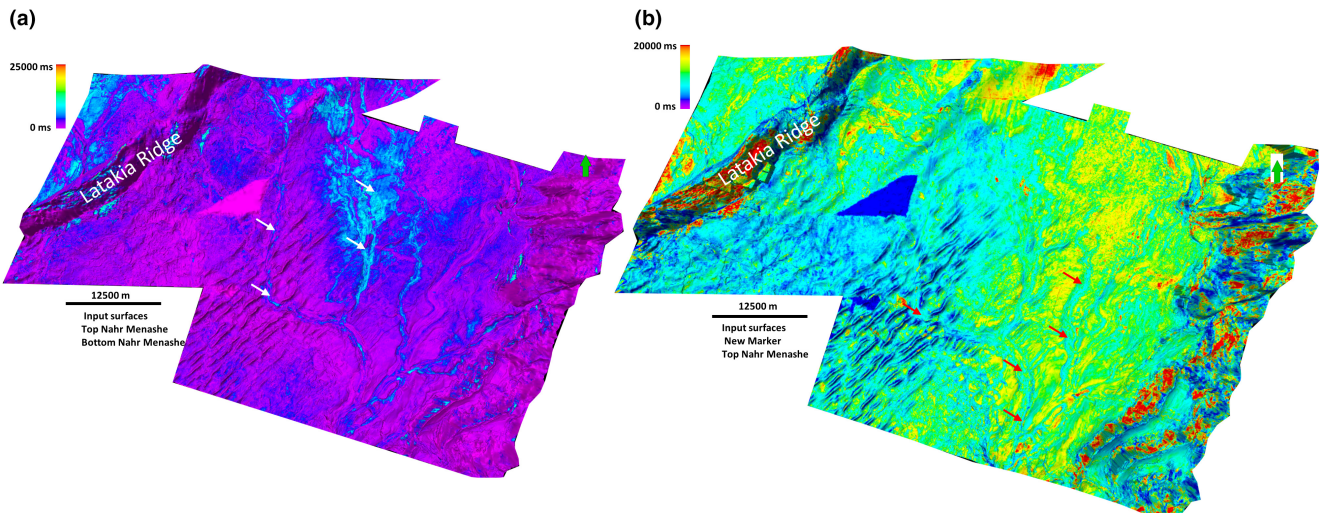 (a)
25000 ms
0 ms
Latakia Ridge
12500 m
Input surfaces
Top Nahr Menashe
Bottom Nahr Menashe
(b)
20000 ms
0 ms
Latakia Ridge
12500 m
Input surfaces
New Marker
Top Nahr Menashe